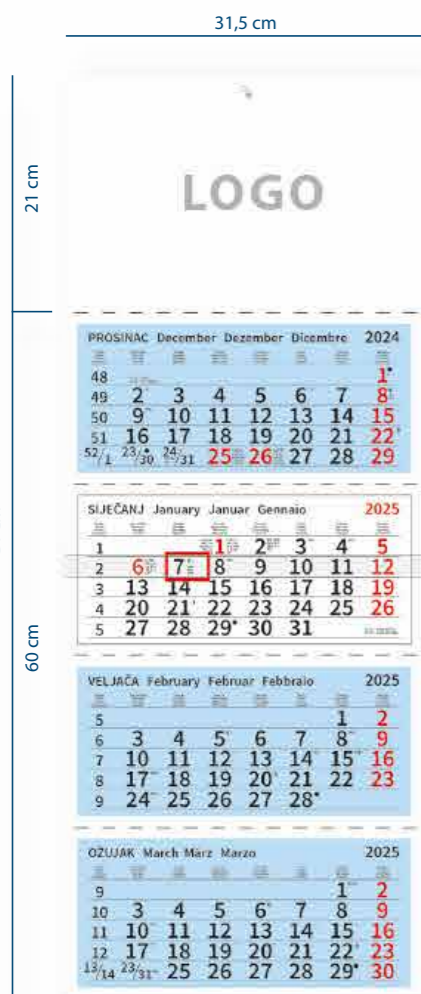 31,5 cm
21 cm
LOGO
60 cm
PROSINAC December Dezember Dicembre 2024
48 1
49 2 3 4 5 6 7 8
50 9 10 11 12 13 14 15
51 16 17 18 19 20 21 22
52/1 23/30 24/31 25 26 27 28 29
SIJEČANJ January Januar Gennaio 2025
1 1 2 3 4 5
2 6 7 8 9 10 11 12
3 13 14 15 16 17 18 19
4 20 21 22 23 24 25 26
5 27 28 29 30 31
VELJAČA February Februar Febbraio 2025
5 1 2
6 3 4 5 6 7 8 9
7 10 11 12 13 14 15 16
8 17 18 19 20 21 22 23
9 24 25 26 27 28
OŽUJAK March März Marzo 2025
9 1 2
10 3 4 5 6 7 8 9
11 10 11 12 13 14 15 16
12 17 18 19 20 21 22 23
13/14 23/31 25 26 27 28 29 30